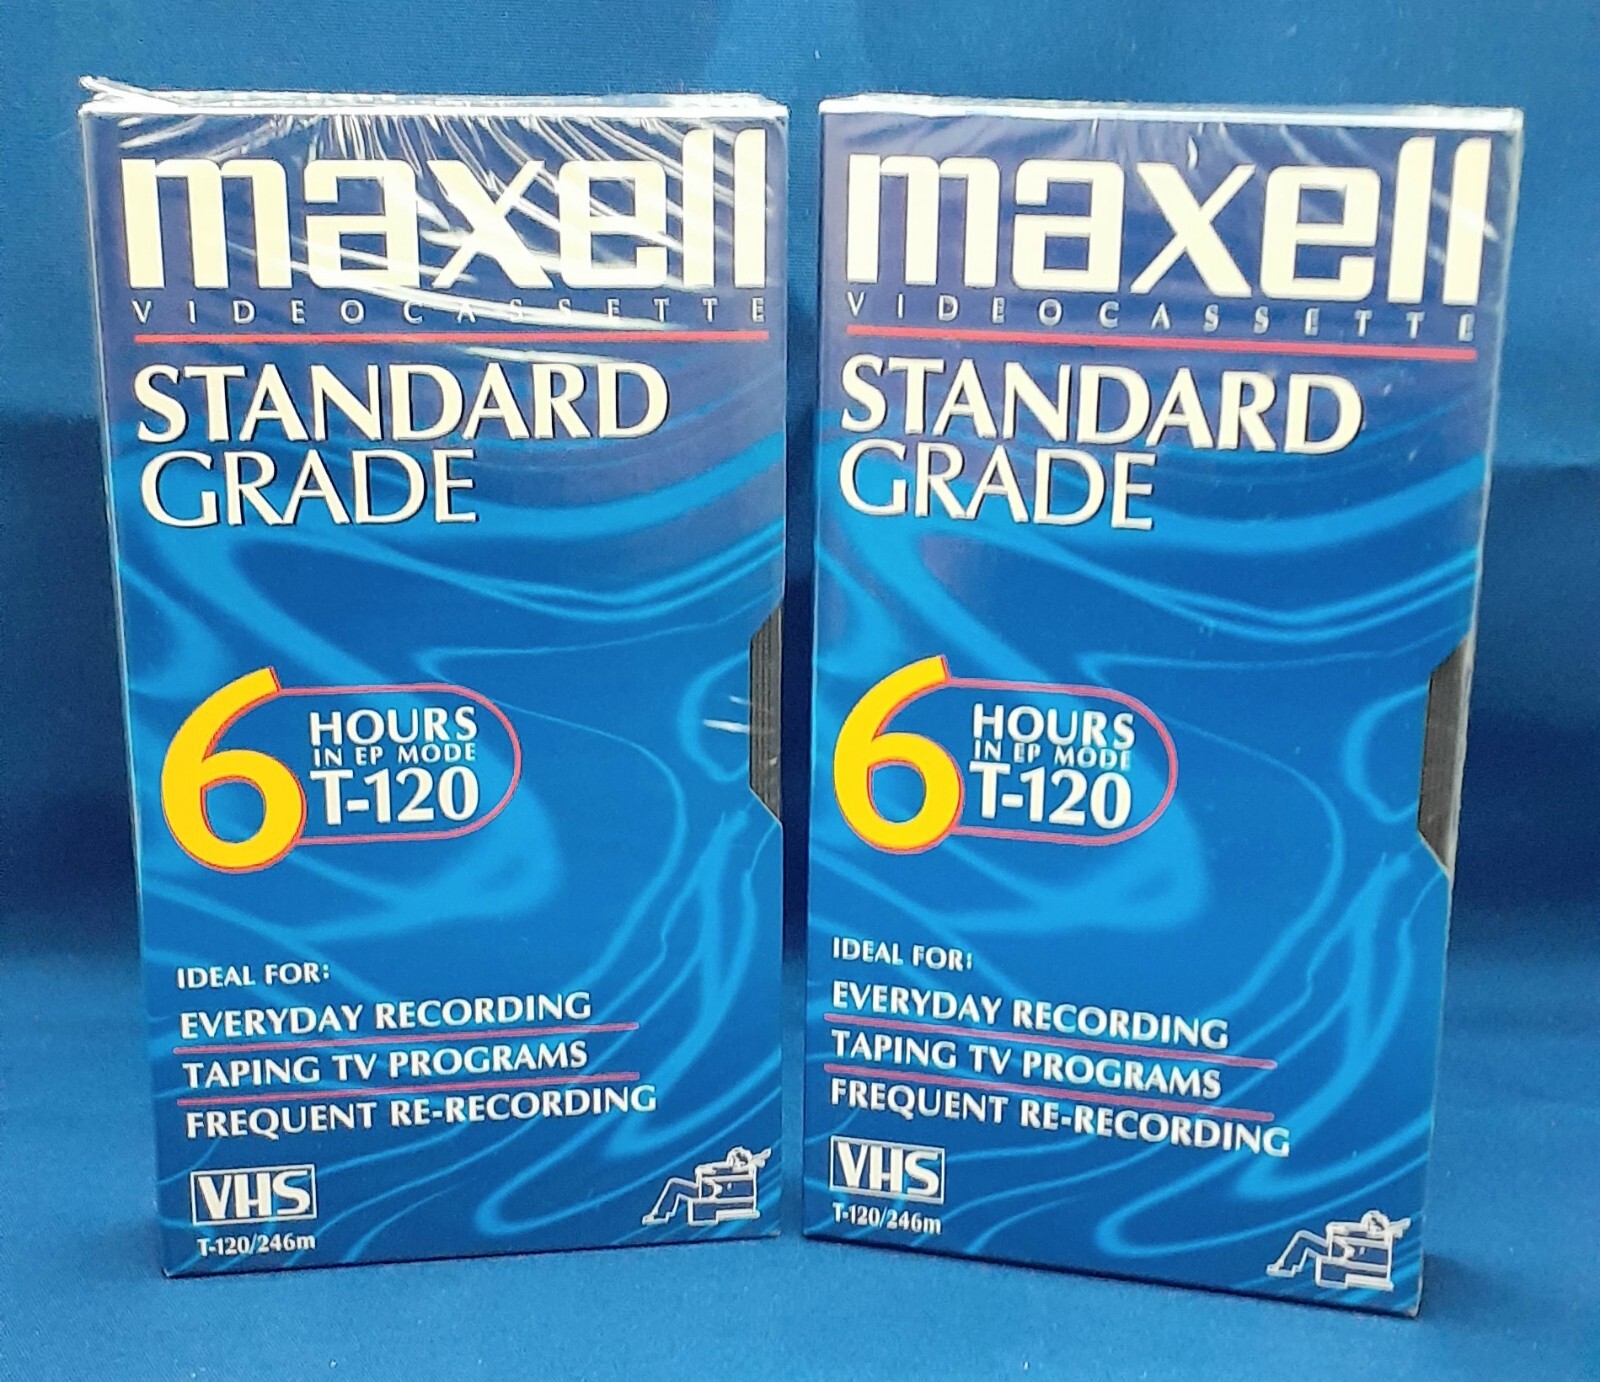 maxell
VIDEOCASSETTE
STANDARD
GRADE
6 HOURS
IN EP MODE
T-120
IDEAL FOR:
EVERYDAY RECORDING
TAPING TV PROGRAMS
FREQUENT RE-RECORDING
VHS
T-120/246m
maxell
VIDEOCASSETTE
STANDARD
GRADE
6 HOURS
IN EP MODE
T-120
IDEAL FOR:
EVERYDAY RECORDING
TAPING TV PROGRAMS
FREQUENT RE-RECORDING
VHS
T-120/246m